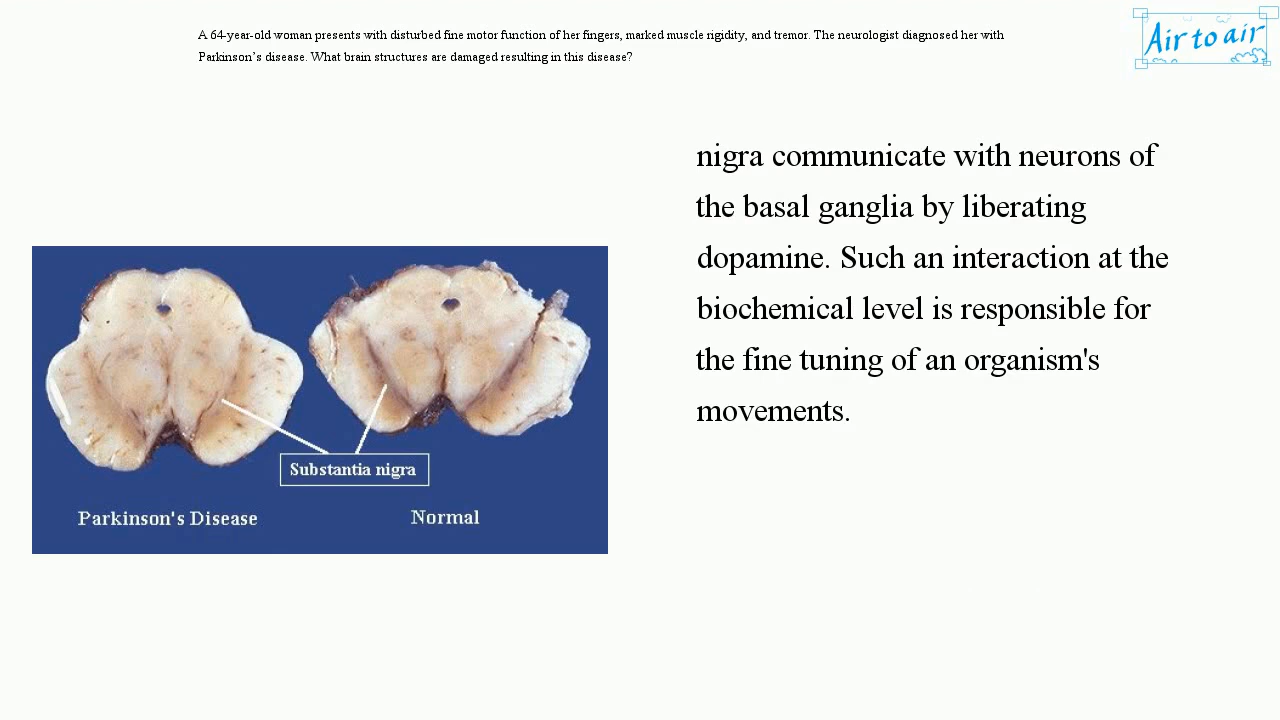 A 64-year-old woman presents with disturbed fine motor functions of her fingers, marked muscle rigidity, and tremor. The neurologist diagnosed her with
Parkinson's disease. What brain structures are damaged resulting in this disease?
Air to air
nigra communicate with neurons of
the basal ganglia by liberating
dopamine. Such an interaction at the
biochemical level is responsible for
the fine tuning of an organism's
movements.
Substantia nigra
Parkinson's Disease
Normal